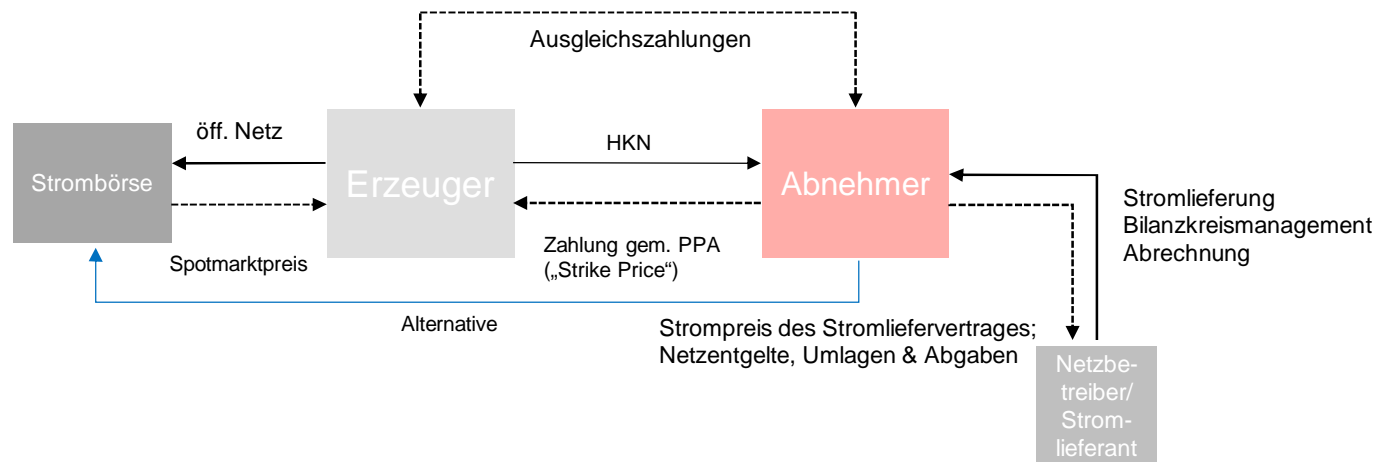 Ausgleichszahlungen
öff. Netz
HKN
Strombörse
Erzeuger
Abnehmer
Stromlieferung
Bilanzkreismanagement
Abrechnung
Spotmarktpreis
Zahlung gem. PPA
(„Strike Price“)
Alternative
Strompreis des Stromliefervertrages;
Netzentgelte, Umlagen & Abgaben
Netzbe-
treiber/
Strom-
lieferant